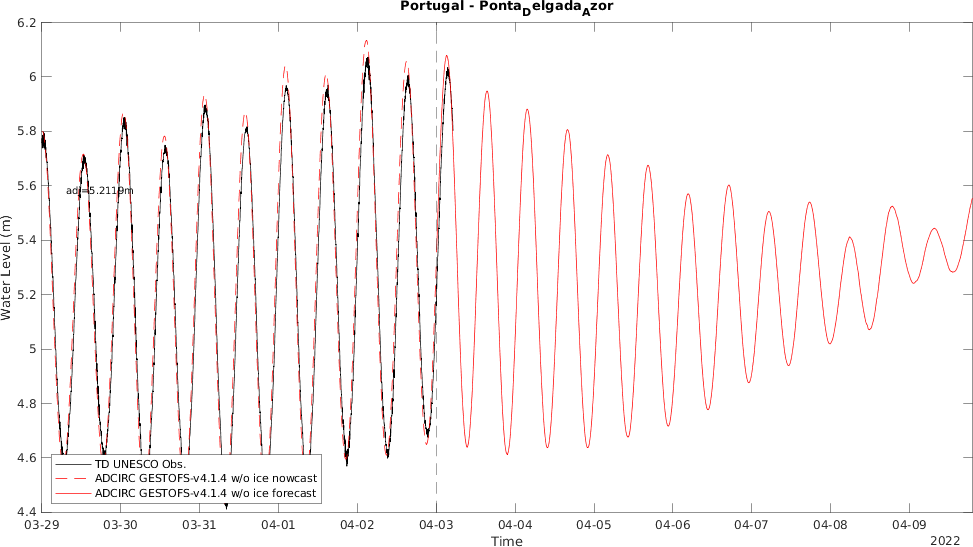 Portugal - Ponta_Delgada_Azor
6.2
6
5.8
5.6
5.4
5.2
5
4.8
4.6
4.4
Water Level (m)
adj=5.2119m
TD UNESCO Obs.
ADCIRC GESTOFS-v4.1.4 w/o ice nowcast
ADCIRC GESTOFS-v4.1.4 w/o ice forecast
03-29 03-30 03-31 04-01 04-02 04-03 04-04 04-05 04-06 04-07 04-08 04-09
Time
2022